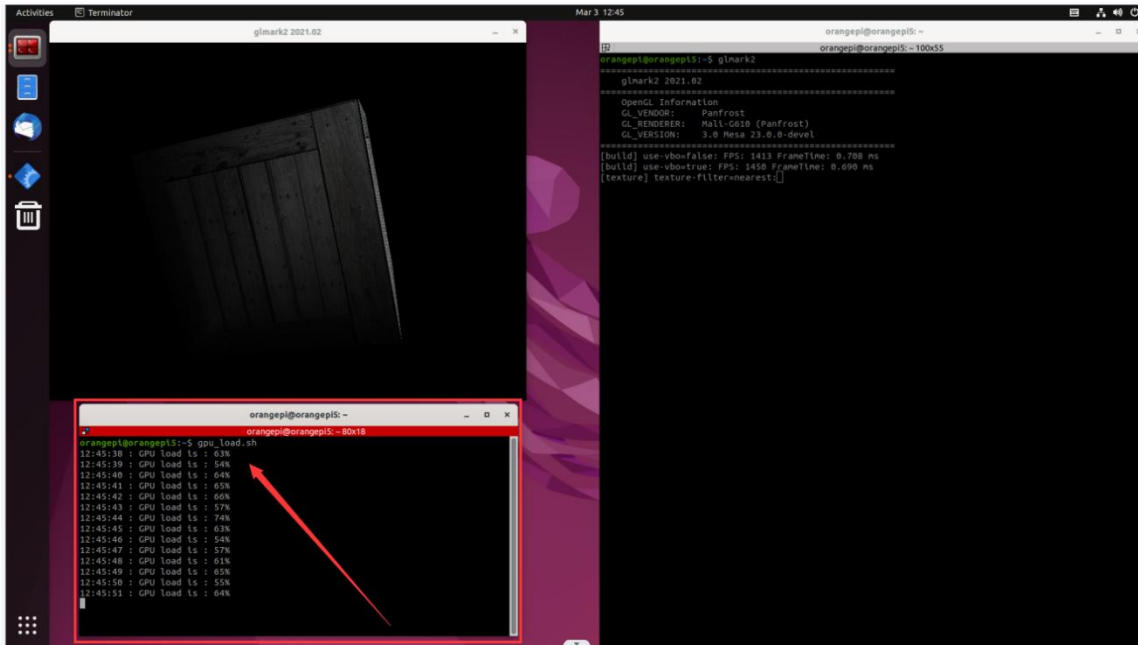 Activities
Terminator
Mar 3 12:45
glmark2 2021.02
orangepi@orangepi5: ~
orangepi@orangepi5: ~ 100x55
orangepi@orangepi5:~$ glmark2
=======================================================
glmark2 2021.02
=======================================================
OpenGL Information
GL_VENDOR: Panfrost
GL_RENDERER: Mali-G610 (Panfrost)
GL_VERSION: 3.0 Mesa 23.0.0-devel
=======================================================
[build] use-vbo=false: FPS: 1413 FrameTime: 0.708 ms
[build] use-vbo=true: FPS: 1450 FrameTime: 0.690 ms
[texture] texture-filter=nearest:
orangepi@orangepi5: ~
orangepi@orangepi5: ~ 80x18
orangepi@orangepi5:~$ gpu_load.sh
12:45:38 : GPU load is : 63%
12:45:39 : GPU load is : 54%
12:45:40 : GPU load is : 64%
12:45:41 : GPU load is : 65%
12:45:42 : GPU load is : 66%
12:45:43 : GPU load is : 57%
12:45:44 : GPU load is : 74%
12:45:45 : GPU load is : 63%
12:45:46 : GPU load is : 54%
12:45:47 : GPU load is : 57%
12:45:48 : GPU load is : 61%
12:45:49 : GPU load is : 65%
12:45:50 : GPU load is : 55%
12:45:51 : GPU load is : 64%